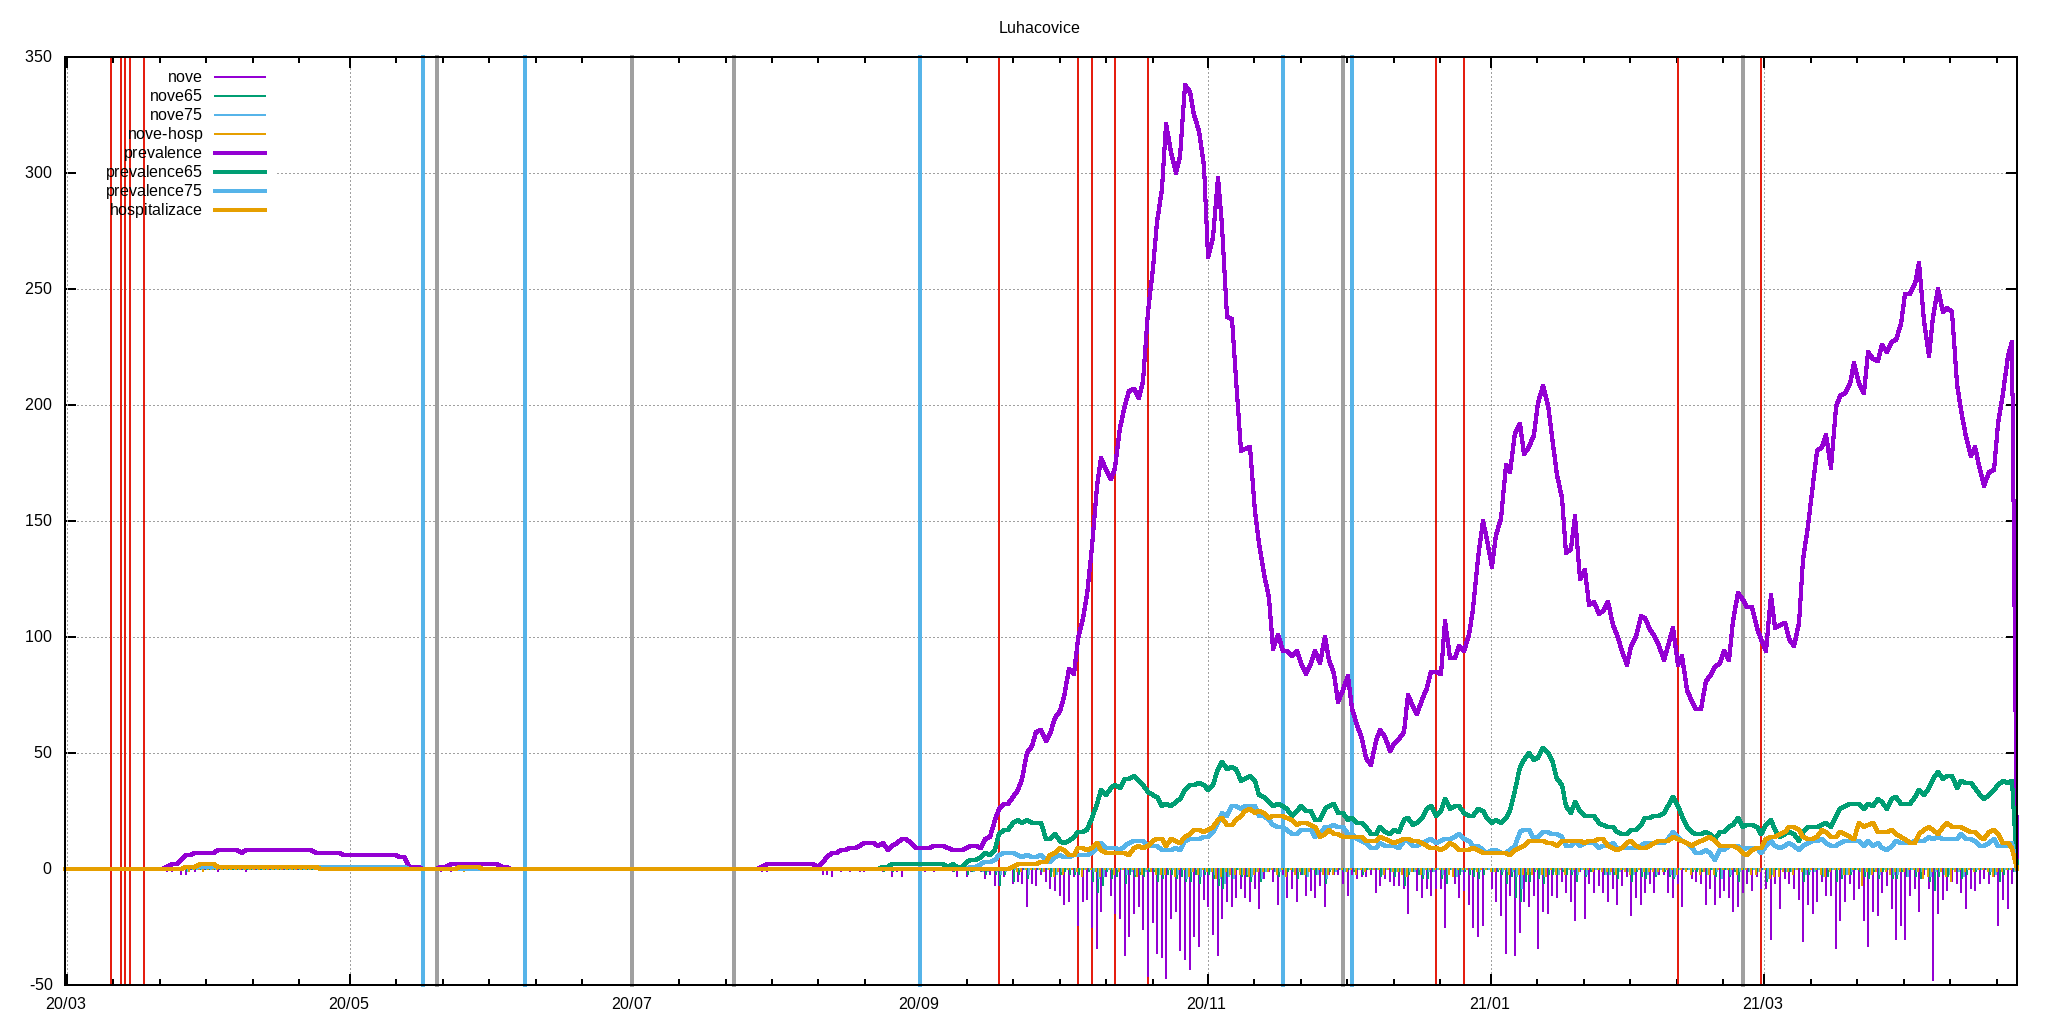 Luhacovice
350
300
250
200
150
100
50
0
-50
nove
nove65
nove75
nove-hosp
prevalence
prevalence65
prevalence75
hospitalizace
20/03 20/05 20/07 20/09 20/11 21/01 21/03